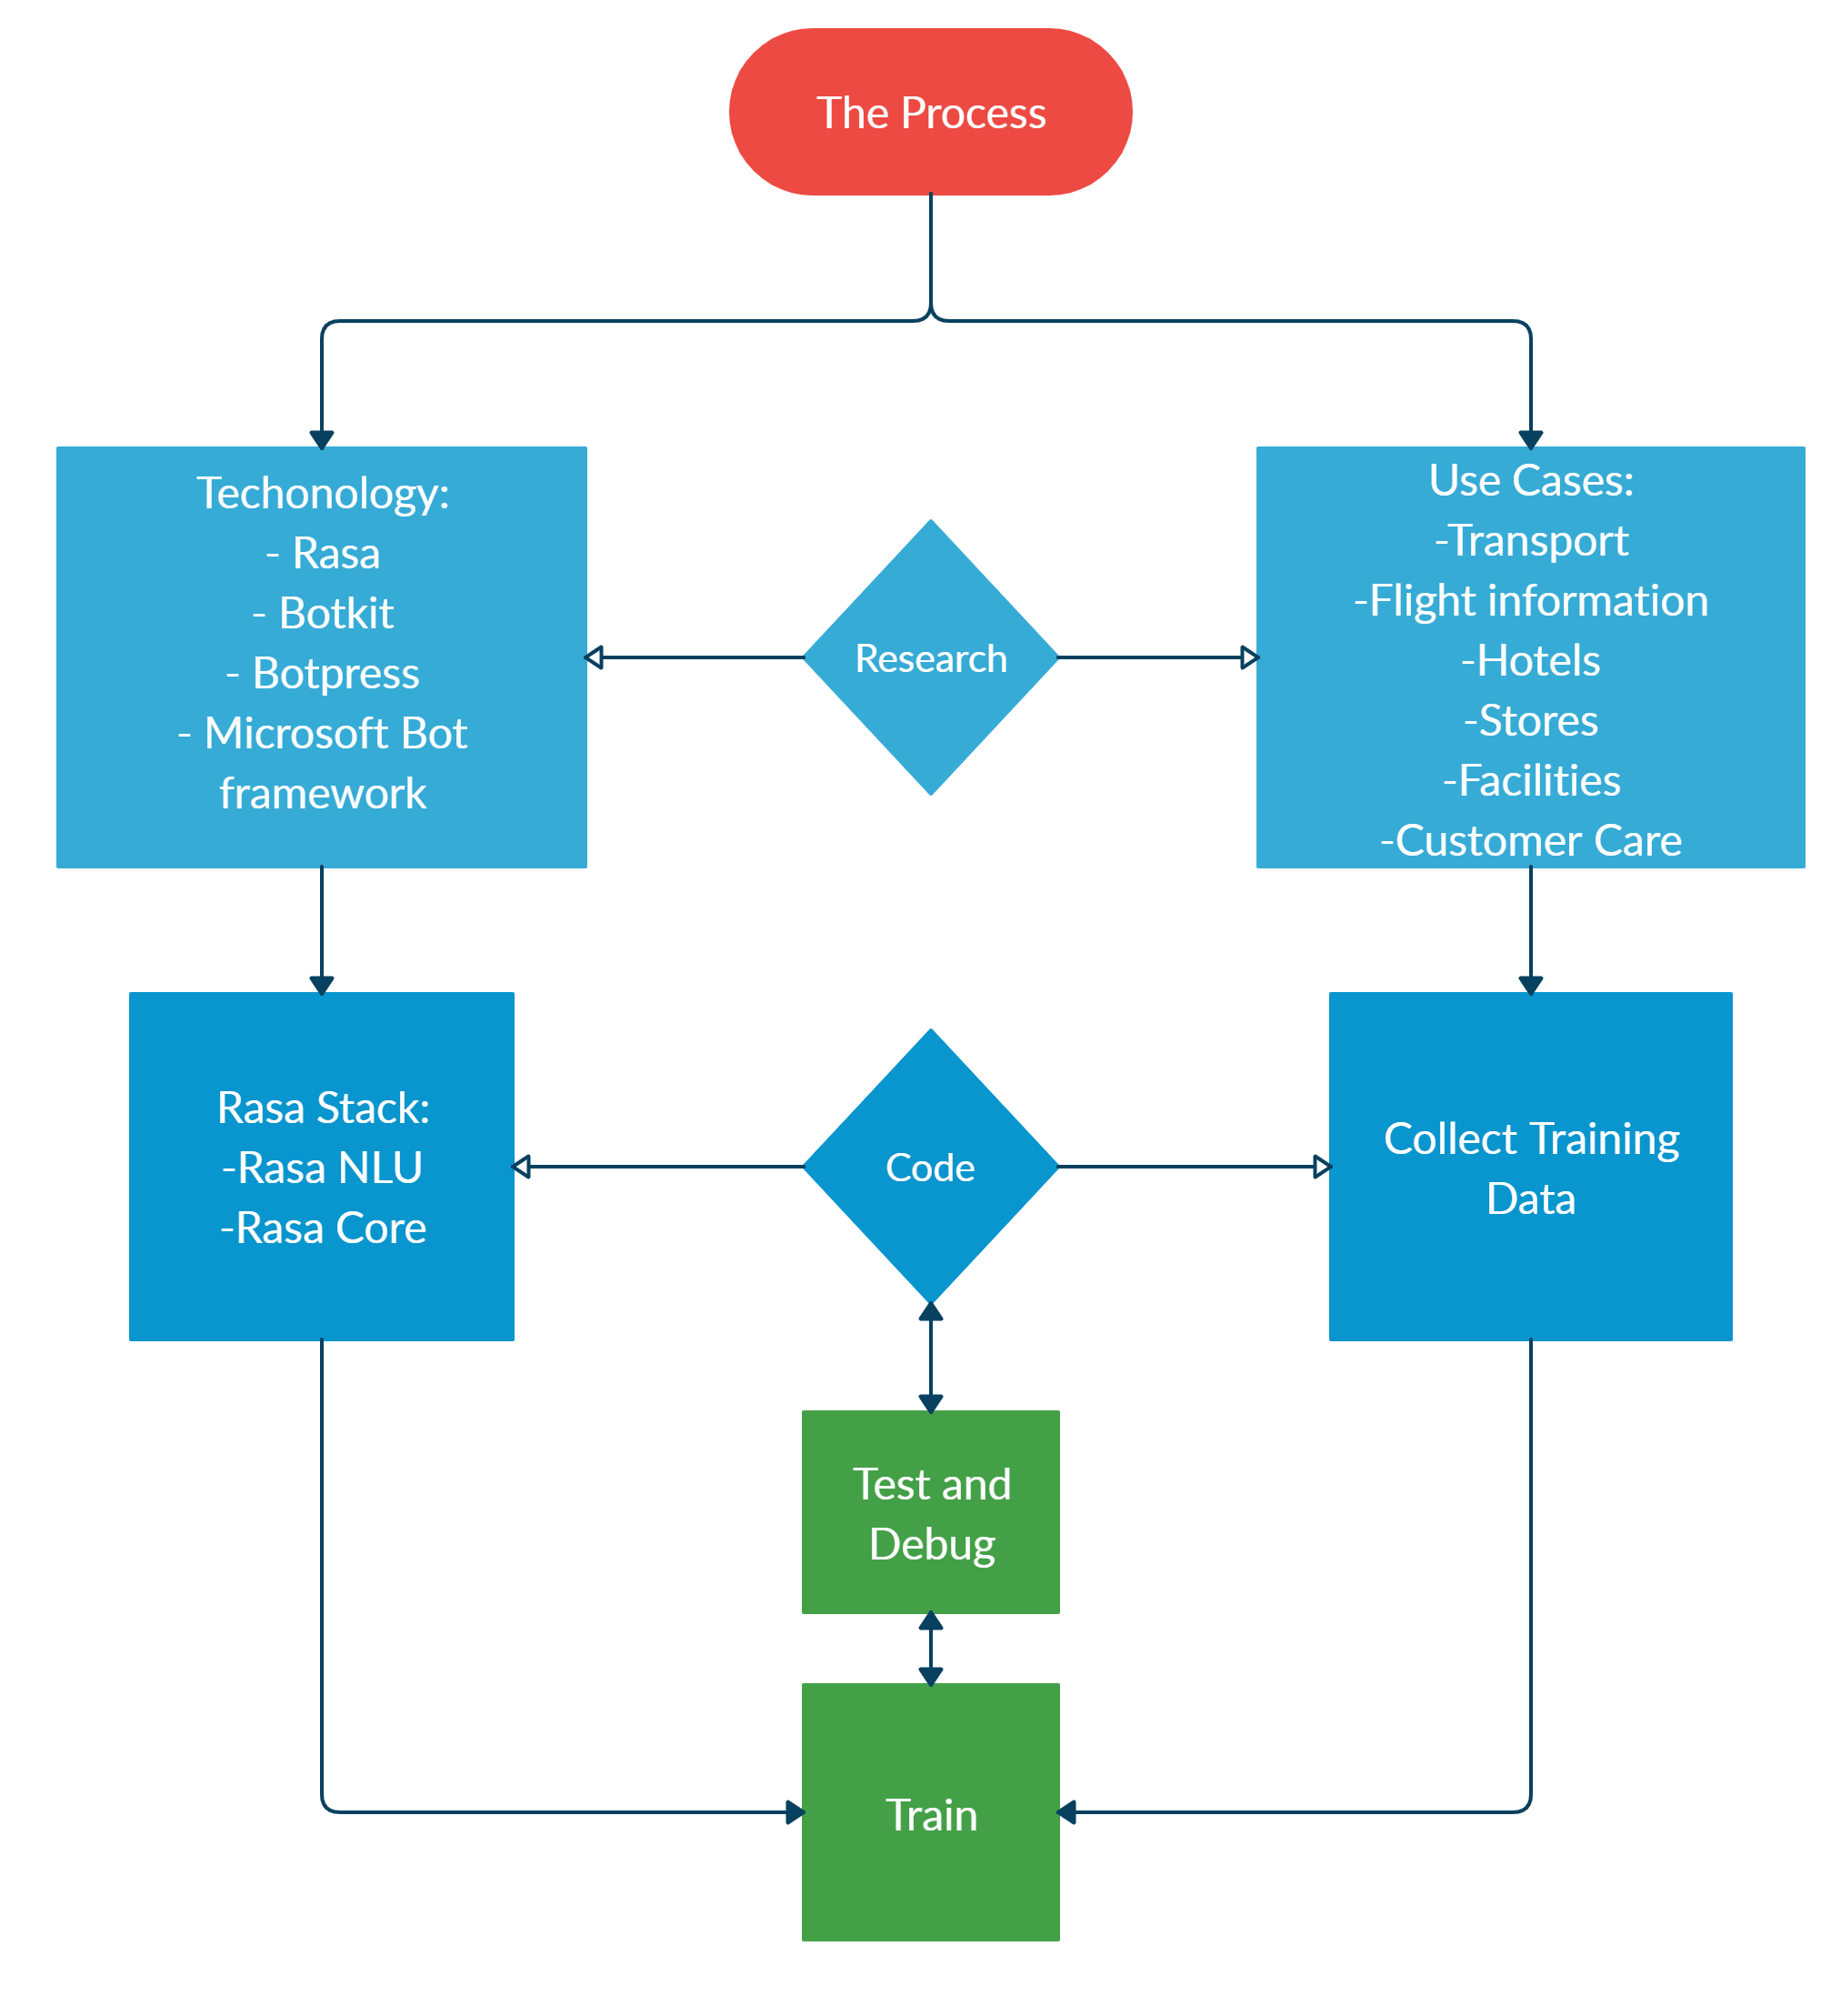 The Process
Techonology:
- Rasa
- Botkit
- Botpress
- Microsoft Bot
framework
Research
Use Cases:
-Transport
-Flight information
-Hotels
-Stores
-Facilities
-Customer Care
Rasa Stack:
-Rasa NLU
-Rasa Core
Code
Collect Training
Data
Test and
Debug
Train